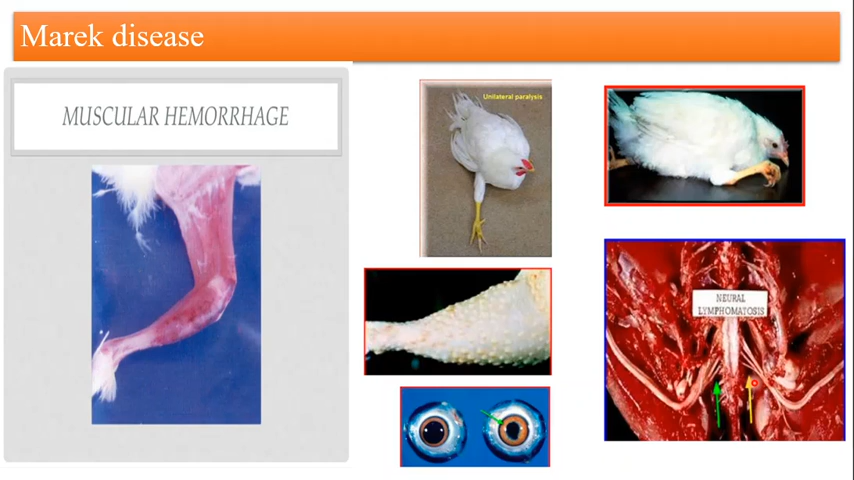 Marek disease
MUSCULAR HEMORRHAGE
Unilateral paralysis
NEURAL
LYMPHOMATOSIS